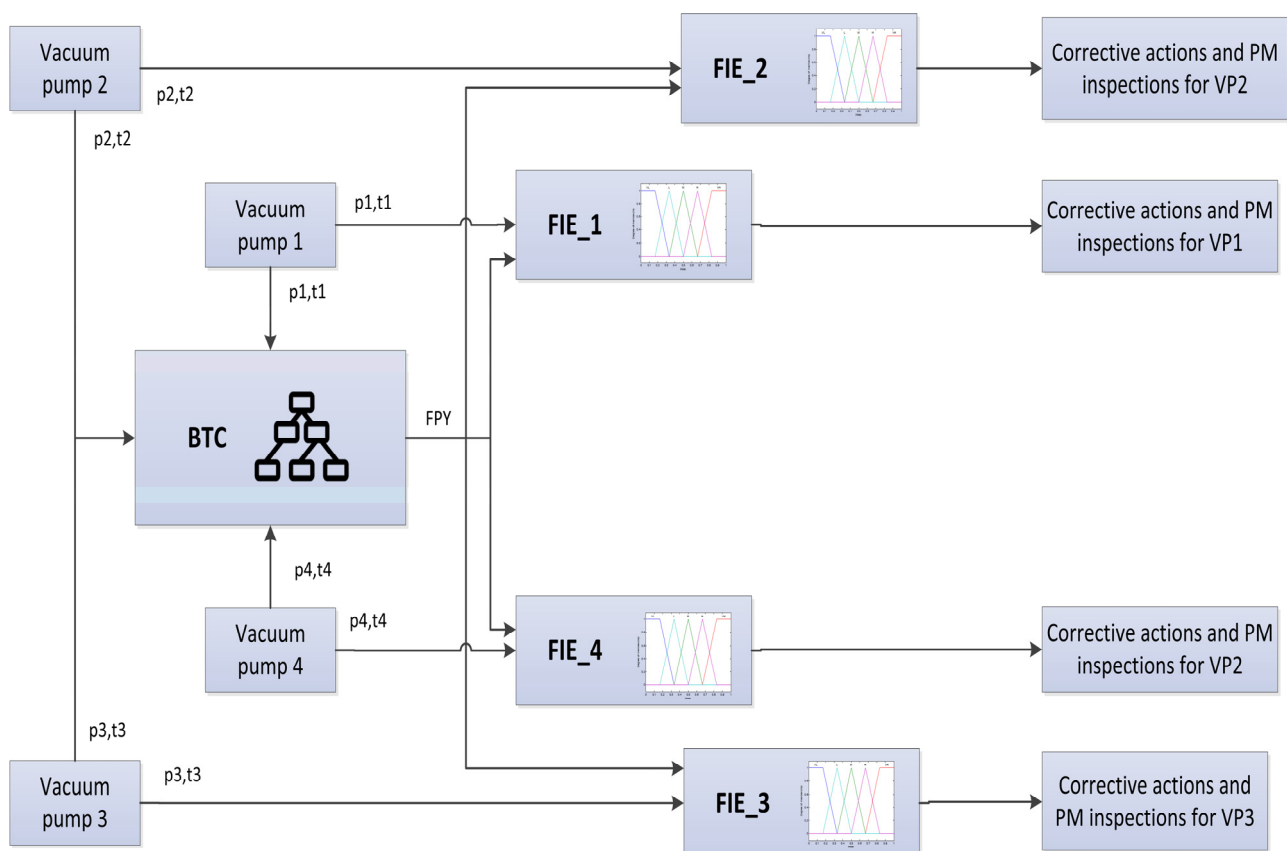 Vacuum
pump 2
p2,t2
p2,t2
FIE_2
Corrective actions and PM
inspections for VP2
Vacuum
pump 1
p1,t1
p1,t1
FIE_1
Corrective actions and PM
inspections for VP1
BTC
FPY
p4,t4
Vacuum
pump 4
p4,t4
FIE_4
Corrective actions and PM
inspections for VP2
p3,t3
Vacuum
pump 3
p3,t3
FIE_3
Corrective actions and
PM inspections for VP3